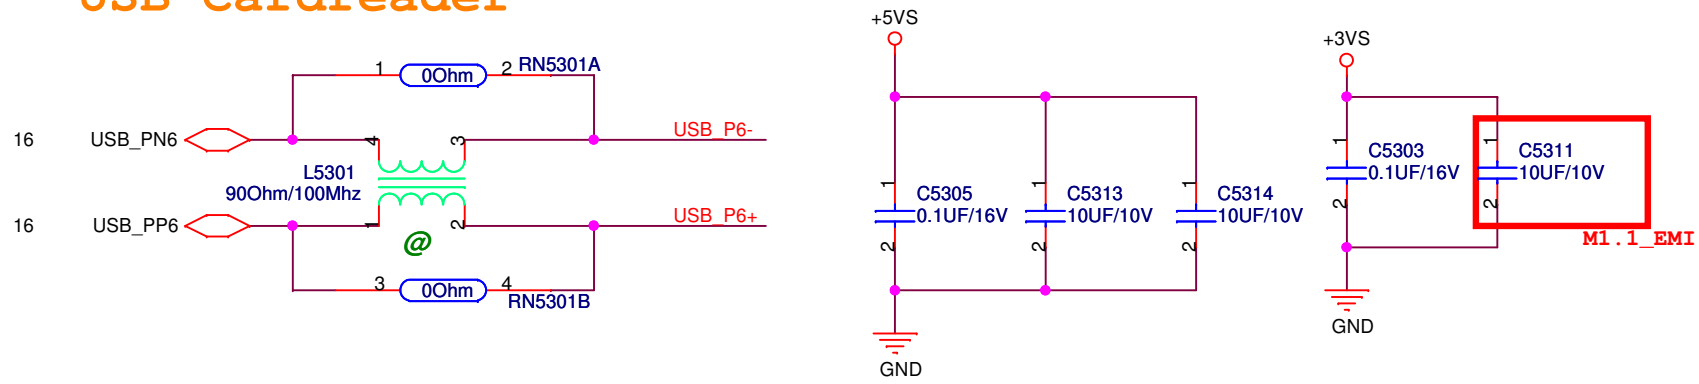 USB Cardreader
16 USB_PN6
1 0Ohm 2 RN5301A
4 3 USB_P6-
L5301
90Ohm/100Mhz
16 USB_PP6
1 2 USB_P6+
@
3 0Ohm 4
RN5301B
+5VS
1
C5305
0.1UF/16V
2
1
C5313
10UF/10V
2
1
C5314
10UF/10V
2
GND
+3VS
1
C5303
0.1UF/16V
2
1
C5311
10UF/10V
2
M1.1_EMI
GND